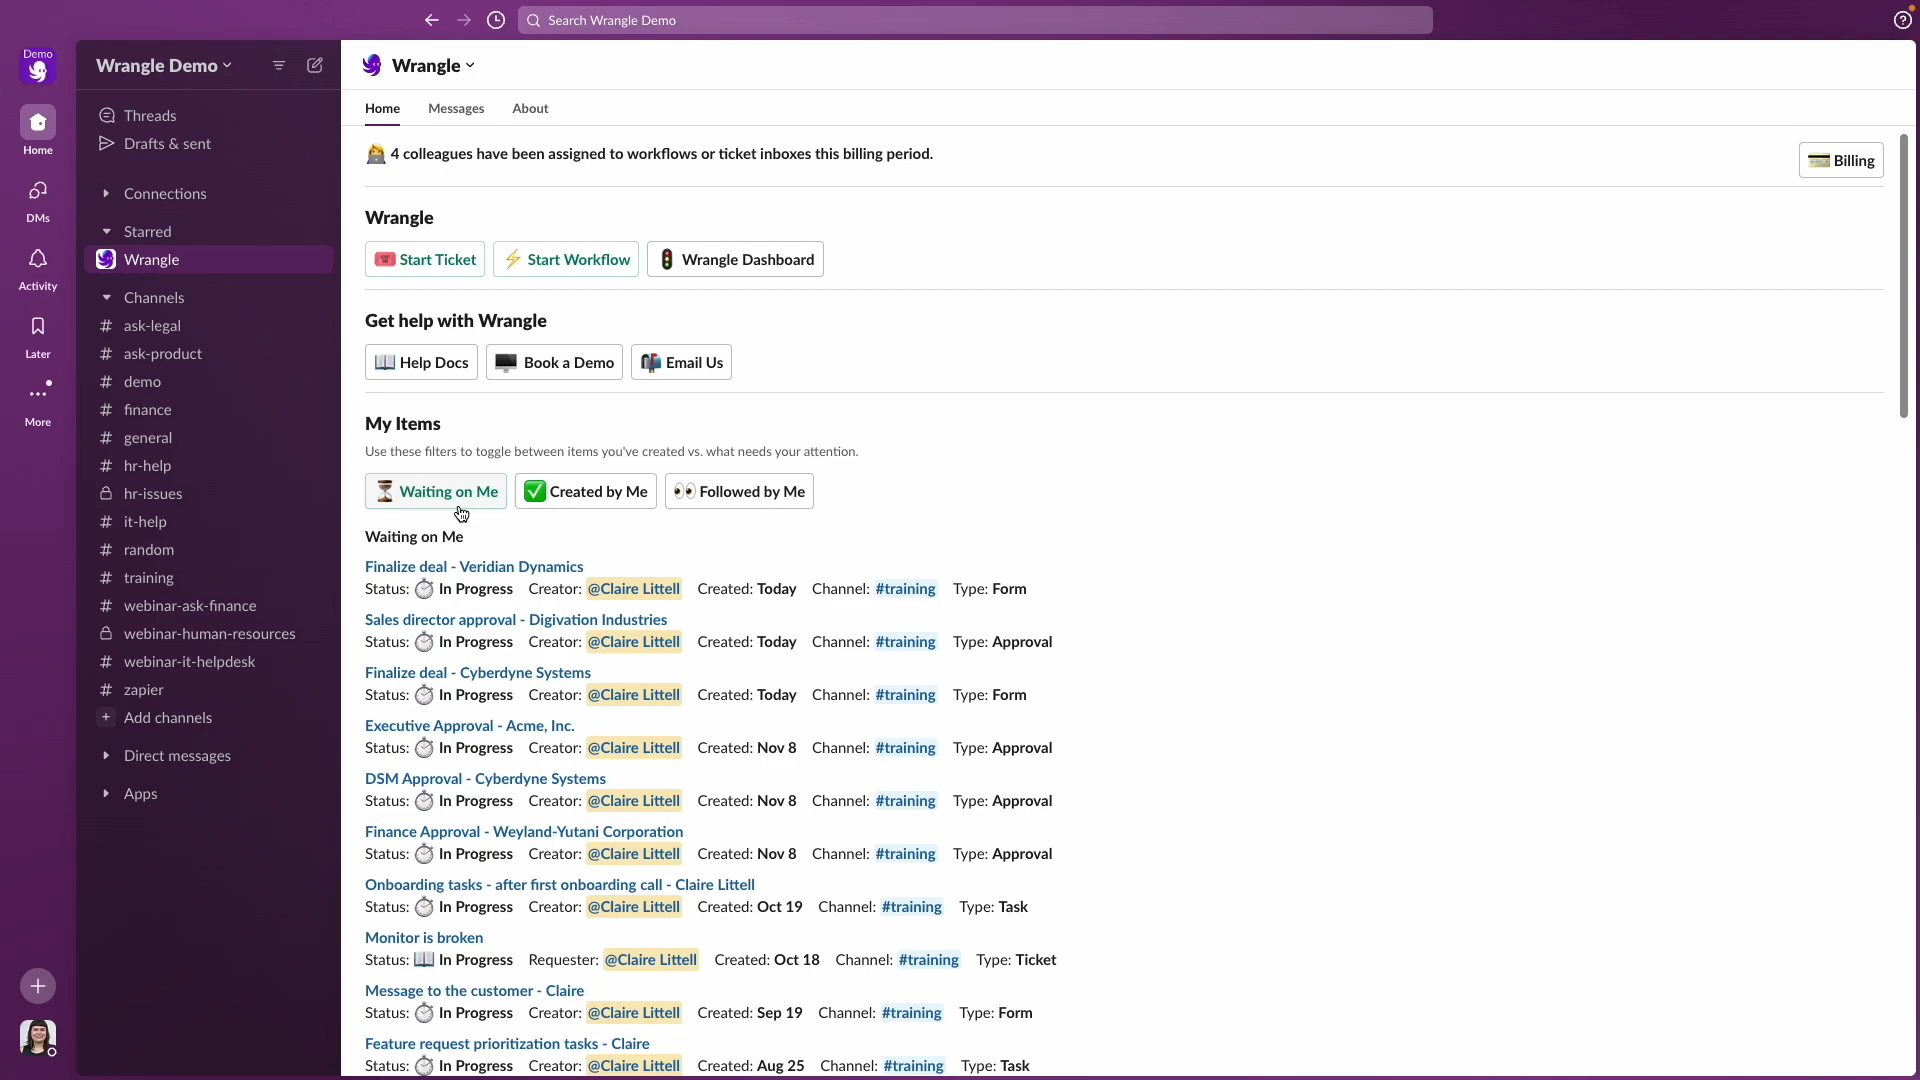 Search Wrangle Demo
Demo
Home
DMs
Activity
Later
More
Wrangle Demo
Threads
Drafts & sent
Connections
Starred
Wrangle
Channels
# ask-legal
# ask-product
# demo
# finance
# general
# hr-help
hr-issues
# it-help
# random
# training
# webinar-ask-finance
webinar-human-resources
# webinar-it-helpdesk
# zapier
+ Add channels
Direct messages
Apps
Wrangle
Home Messages About
4 colleagues have been assigned to workflows or ticket inboxes this billing period.
Billing
Wrangle
Start Ticket Start Workflow Wrangle Dashboard
Get help with Wrangle
Help Docs Book a Demo Email Us
My Items
Use these filters to toggle between items you've created vs. what needs your attention.
Waiting on Me Created by Me Followed by Me
Waiting on Me
Finalize deal - Veridian Dynamics
Status: In Progress Creator: @Claire Littell Created: Today Channel: #training Type: Form
Sales director approval - Digivation Industries
Status: In Progress Creator: @Claire Littell Created: Today Channel: #training Type: Approval
Finalize deal - Cyberdyne Systems
Status: In Progress Creator: @Claire Littell Created: Today Channel: #training Type: Form
Executive Approval - Acme, Inc.
Status: In Progress Creator: @Claire Littell Created: Nov 8 Channel: #training Type: Approval
DSM Approval - Cyberdyne Systems
Status: In Progress Creator: @Claire Littell Created: Nov 8 Channel: #training Type: Approval
Finance Approval - Weyland-Yutani Corporation
Status: In Progress Creator: @Claire Littell Created: Nov 8 Channel: #training Type: Approval
Onboarding tasks - after first onboarding call - Claire Littell
Status: In Progress Creator: @Claire Littell Created: Oct 19 Channel: #training Type: Task
Monitor is broken
Status: In Progress Requester: @Claire Littell Created: Oct 18 Channel: #training Type: Ticket
Message to the customer - Claire
Status: In Progress Creator: @Claire Littell Created: Sep 19 Channel: #training Type: Form
Feature request prioritization tasks - Claire
Status: In Progress Creator: @Claire Littell Created: Aug 25 Channel: #training Type: Task